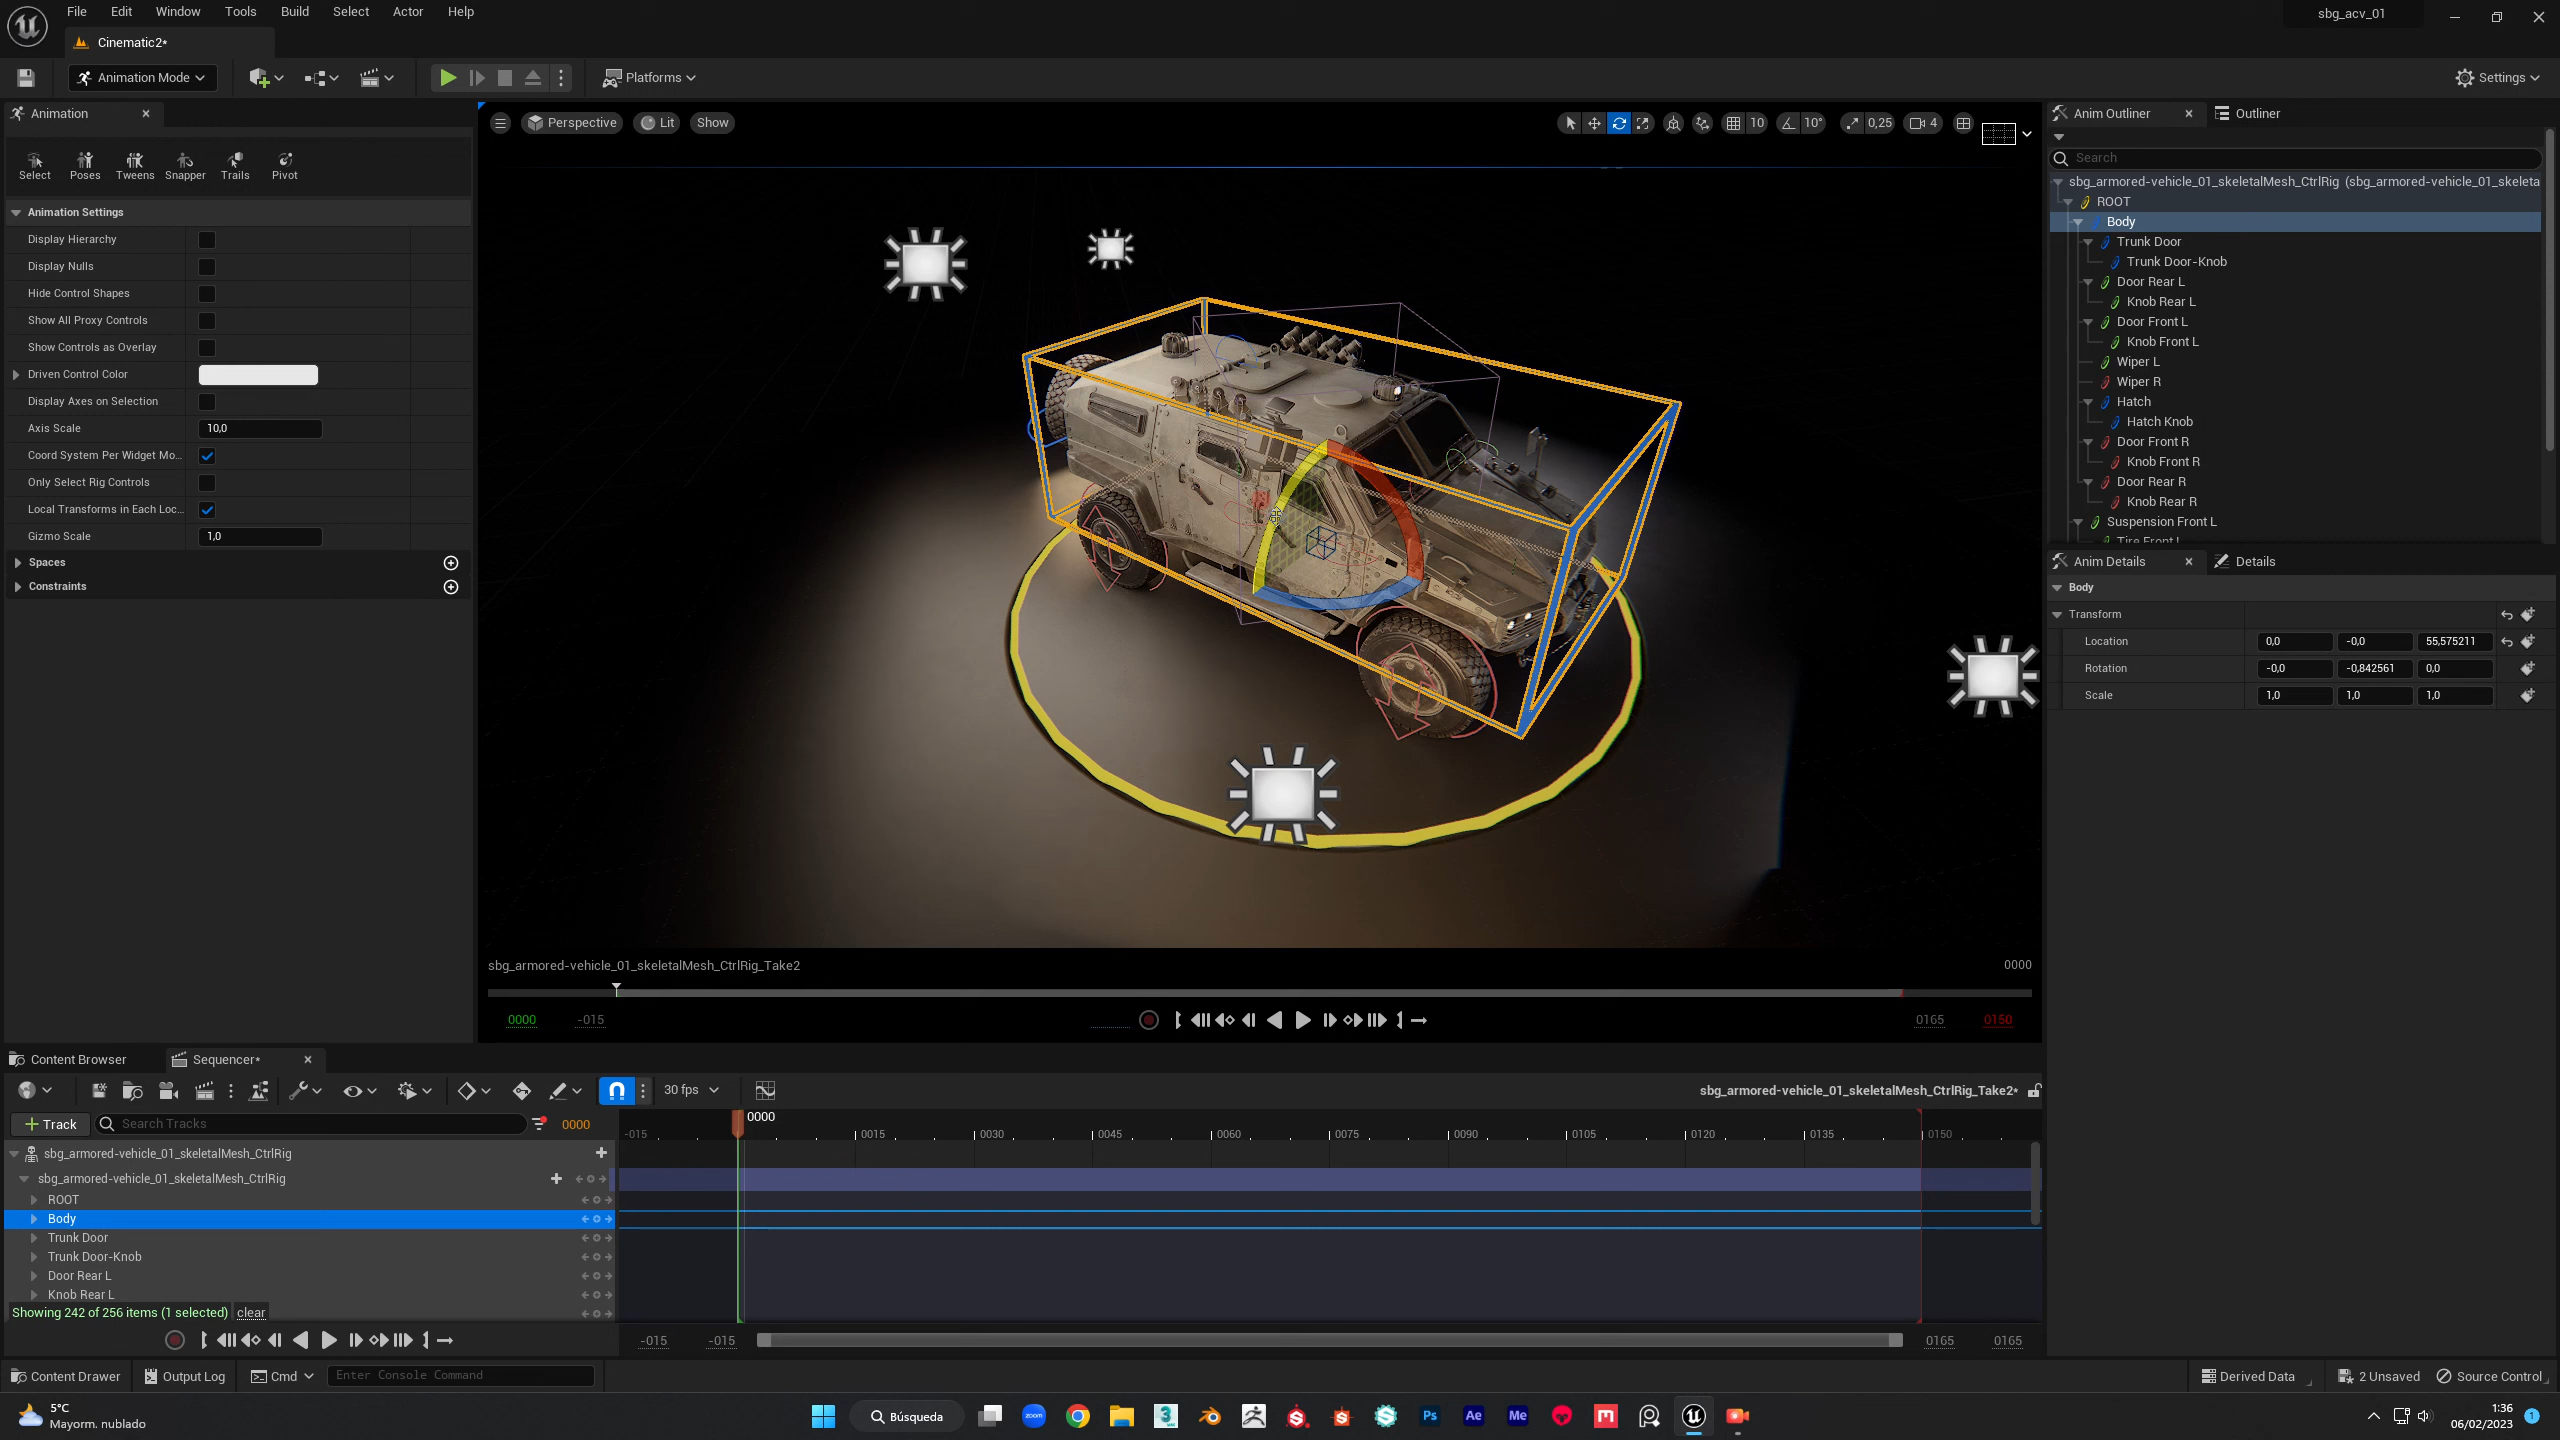 File Edit Window Tools Build Select Actor Help
sbg_acv_01
Cinematic2*
Animation Mode
Platforms
Settings
Animation
Select Poses Tweens Snapper Trails Pivot
Animation Settings
Display Hierarchy
Display Nulls
Hide Control Shapes
Show All Proxy Controls
Show Controls as Overlay
Driven Control Color
Display Axes on Selection
Axis Scale 10,0
Coord System Per Widget Mo...
Only Select Rig Controls
Local Transforms in Each Loc...
Gizmo Scale 1,0
Spaces
Constraints
Perspective Lit Show
10 10° 0,25 4
sbg_armored-vehicle_01_skeletalMesh_CtrlRig_Take2
0000
0000 -015 0165 0150
Anim Outliner Outliner
Search
sbg_armored-vehicle_01_skeletalMesh_CtrlRig (sbg_armored-vehicle_01_skeleta
ROOT
Body
Trunk Door
Trunk Door-Knob
Door Rear L
Knob Rear L
Door Front L
Knob Front L
Wiper L
Wiper R
Hatch
Hatch Knob
Door Front R
Knob Front R
Door Rear R
Knob Rear R
Suspension Front L
Tire Front L
Anim Details Details
Body
Transform
Location 0,0 -0,0 55,575211
Rotation -0,0 -0,842561 0,0
Scale 1,0 1,0 1,0
Content Browser Sequencer*
30 fps
sbg_armored-vehicle_01_skeletalMesh_CtrlRig_Take2*
Track Search Tracks 0000
0000
-015 0015 0030 0045 0060 0075 0090 0105 0120 0135 0150
sbg_armored-vehicle_01_skeletalMesh_CtrlRig
sbg_armored-vehicle_01_skeletalMesh_CtrlRig
ROOT
Body
Trunk Door
Trunk Door-Knob
Door Rear L
Knob Rear L
Showing 242 of 256 items (1 selected) clear
-015 -015 0165 0165
Content Drawer Output Log Cmd Enter Console Command
Derived Data 2 Unsaved Source Control
5°C
Mayorm. nublado
Búsqueda
zoom
3
Ps Ae Me
1:36
06/02/2023
1